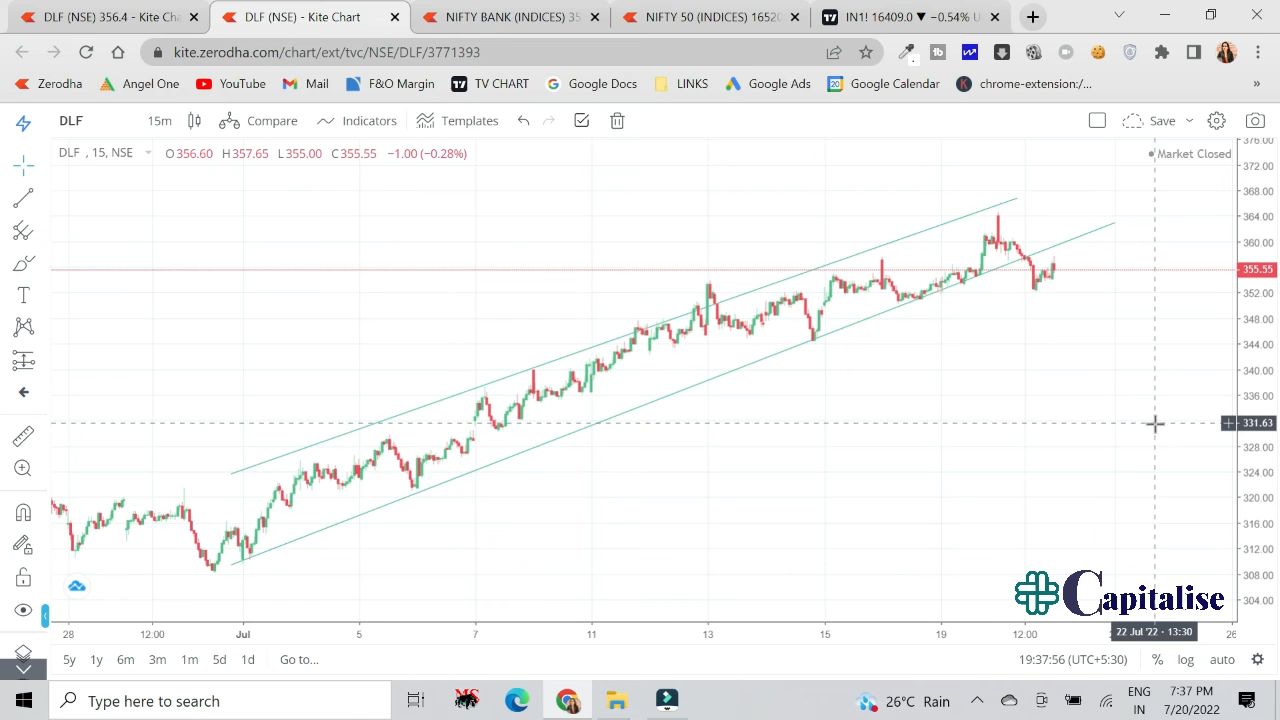 DLF (NSE) - 356.4 - Kite Chart
DLF (NSE) - Kite Chart
NIFTY BANK (INDICES) 35
NIFTY 50 (INDICES) 1652
IN1! 16409.0 ▼ −0.54% U
kite.zerodha.com/chart/ext/tvc/NSE/DLF/3771393
Zerodha
Angel One
YouTube
Mail
F&O Margin
TV CHART
Google Docs
LINKS
Google Ads
Google Calendar
chrome-extension:/...
»
DLF
15m
Compare
Indicators
Templates
Save
DLF , 15, NSE
O356.60 H357.65 L355.00 C355.55 −1.00 (−0.28%)
Market Closed
376.00
372.00
368.00
364.00
360.00
355.55
352.00
348.00
344.00
340.00
336.00
331.63
328.00
324.00
320.00
316.00
312.00
308.00
304.00
Capitalise
28 12:00 Jul 5 7 11 13 15 19 12:00 22 Jul '22 - 13:30 26
5y 1y 6m 3m 1m 5d 1d Go to...
19:37:56 (UTC+5:30) % log auto
Type here to search
26°C Rain
ENG
IN
7:37 PM
7/20/2022